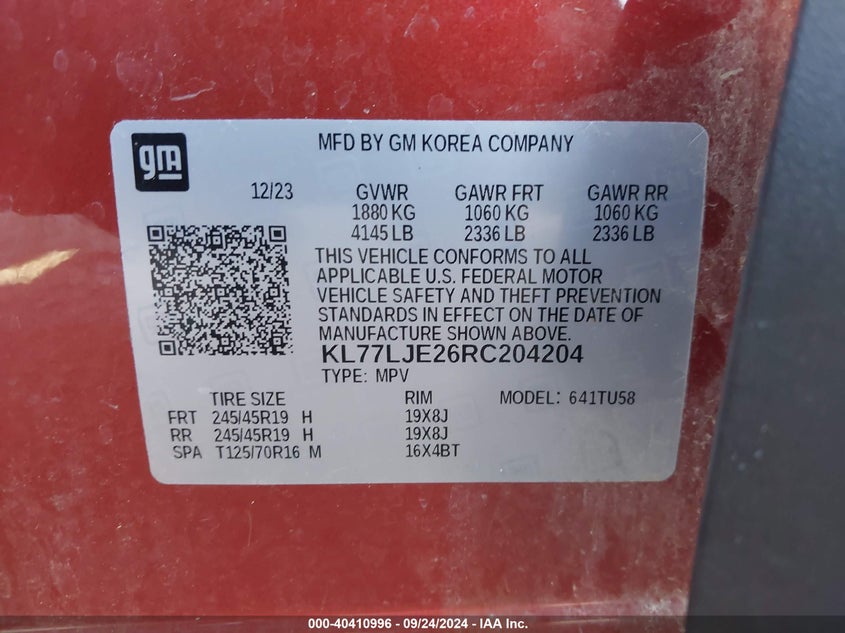 gm
MFD BY GM KOREA COMPANY
12/23 GVWR GAWR FRT GAWR RR
1880 KG 1060 KG 1060 KG
4145 LB 2336 LB 2336 LB
THIS VEHICLE CONFORMS TO ALL
APPLICABLE U.S. FEDERAL MOTOR
VEHICLE SAFETY AND THEFT PREVENTION
STANDARDS IN EFFECT ON THE DATE OF
MANUFACTURE SHOWN ABOVE.
KL77LJE26RC204204
TYPE: MPV
TIRE SIZE RIM MODEL: 641TU58
FRT 245/45R19 H 19X8J
RR 245/45R19 H 19X8J
SPA T125/70R16 M 16X4BT
000-40410996 - 09/24/2024 - IAA Inc.